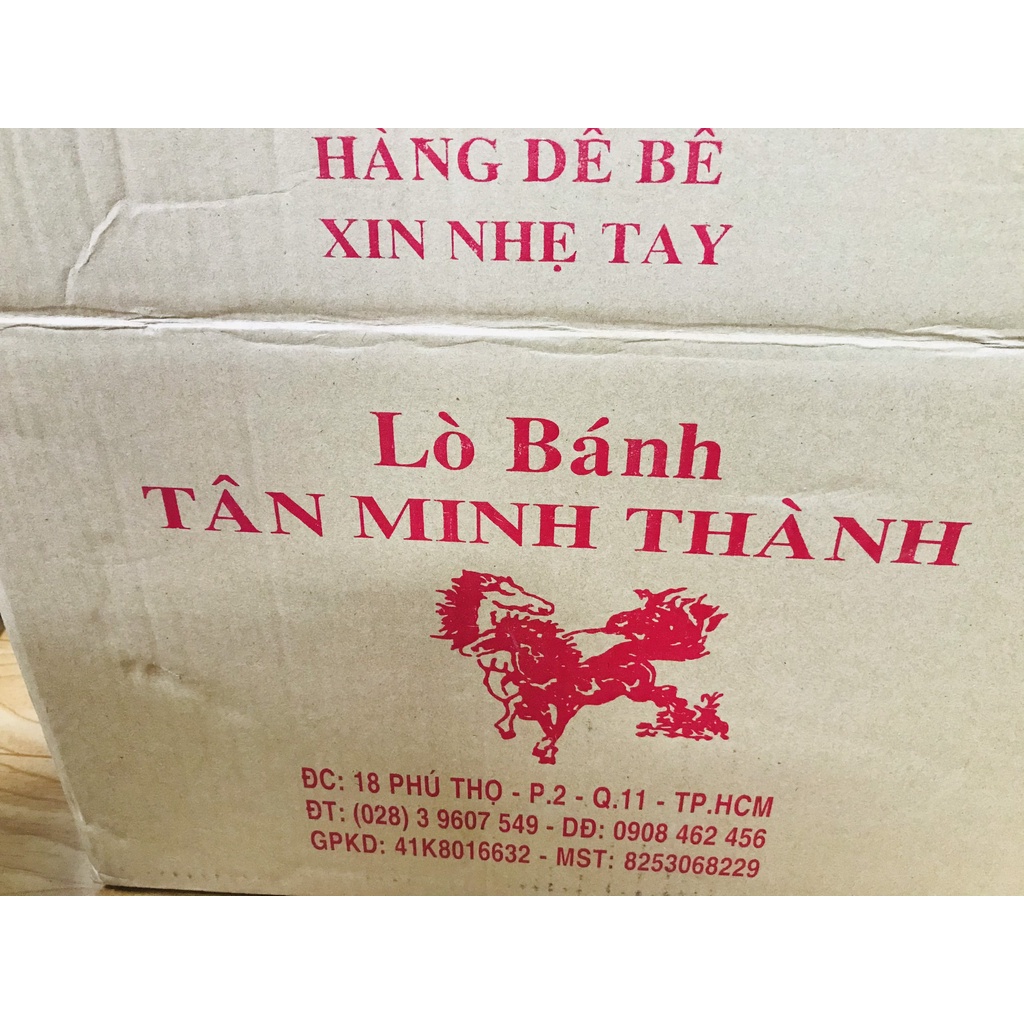 HÀNG DỄ BỂ
XIN NHẸ TAY
Lò Bánh
TÂN MINH THÀNH
ĐC: 18 PHÚ THỌ - P.2 - Q.11 - TP.HCM
ĐT: (028) 3 9607 549 - DĐ: 0908 462 456
GPKD: 41K8016632 - MST: 8253068229